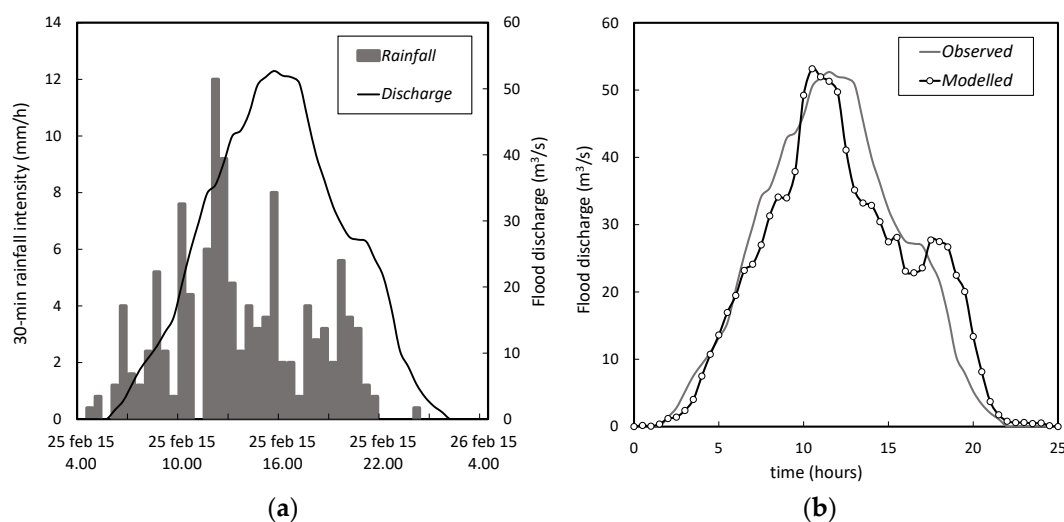 14
12
10
8
6
4
2
0
30-min rainfall intensity (mm/h)
60
50
40
30
20
10
0
Flood discharge (m³/s)
Rainfall
Discharge
25 feb 15 25 feb 15 25 feb 15 25 feb 15 26 feb 15
4.00 10.00 16.00 22.00 4.00
(a)
60
50
40
30
20
10
0
Flood discharge (m³/s)
Observed
Modelled
0 5 10 15 20 25
time (hours)
(b)